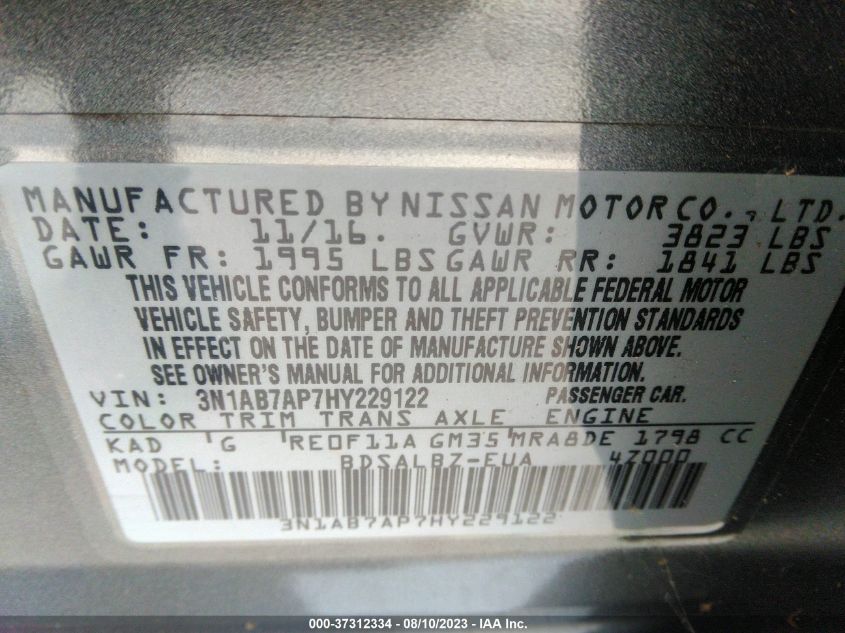 MANUFACTURED BY NISSAN MOTOR CO., LTD.
DATE: 11/16. GVWR: 3823 LBS
GAWR FR: 1995 LBS GAWR RR: 1841 LBS
THIS VEHICLE CONFORMS TO ALL APPLICABLE FEDERAL MOTOR
VEHICLE SAFETY, BUMPER AND THEFT PREVENTION STANDARDS
IN EFFECT ON THE DATE OF MANUFACTURE SHOWN ABOVE.
SEE OWNER'S MANUAL FOR ADDITIONAL INFORMATION.
VIN: 3N1AB7AP7HY229122 PASSENGER CAR.
COLOR TRIM TRANS AXLE ENGINE
KAD G RE0F11A GM35 MRA8DE 1798 CC
MODEL: BDSALBZ-EUA 4Z000
3N1AB7AP7HY229122
000-37312334 - 08/10/2023 - IAA Inc.